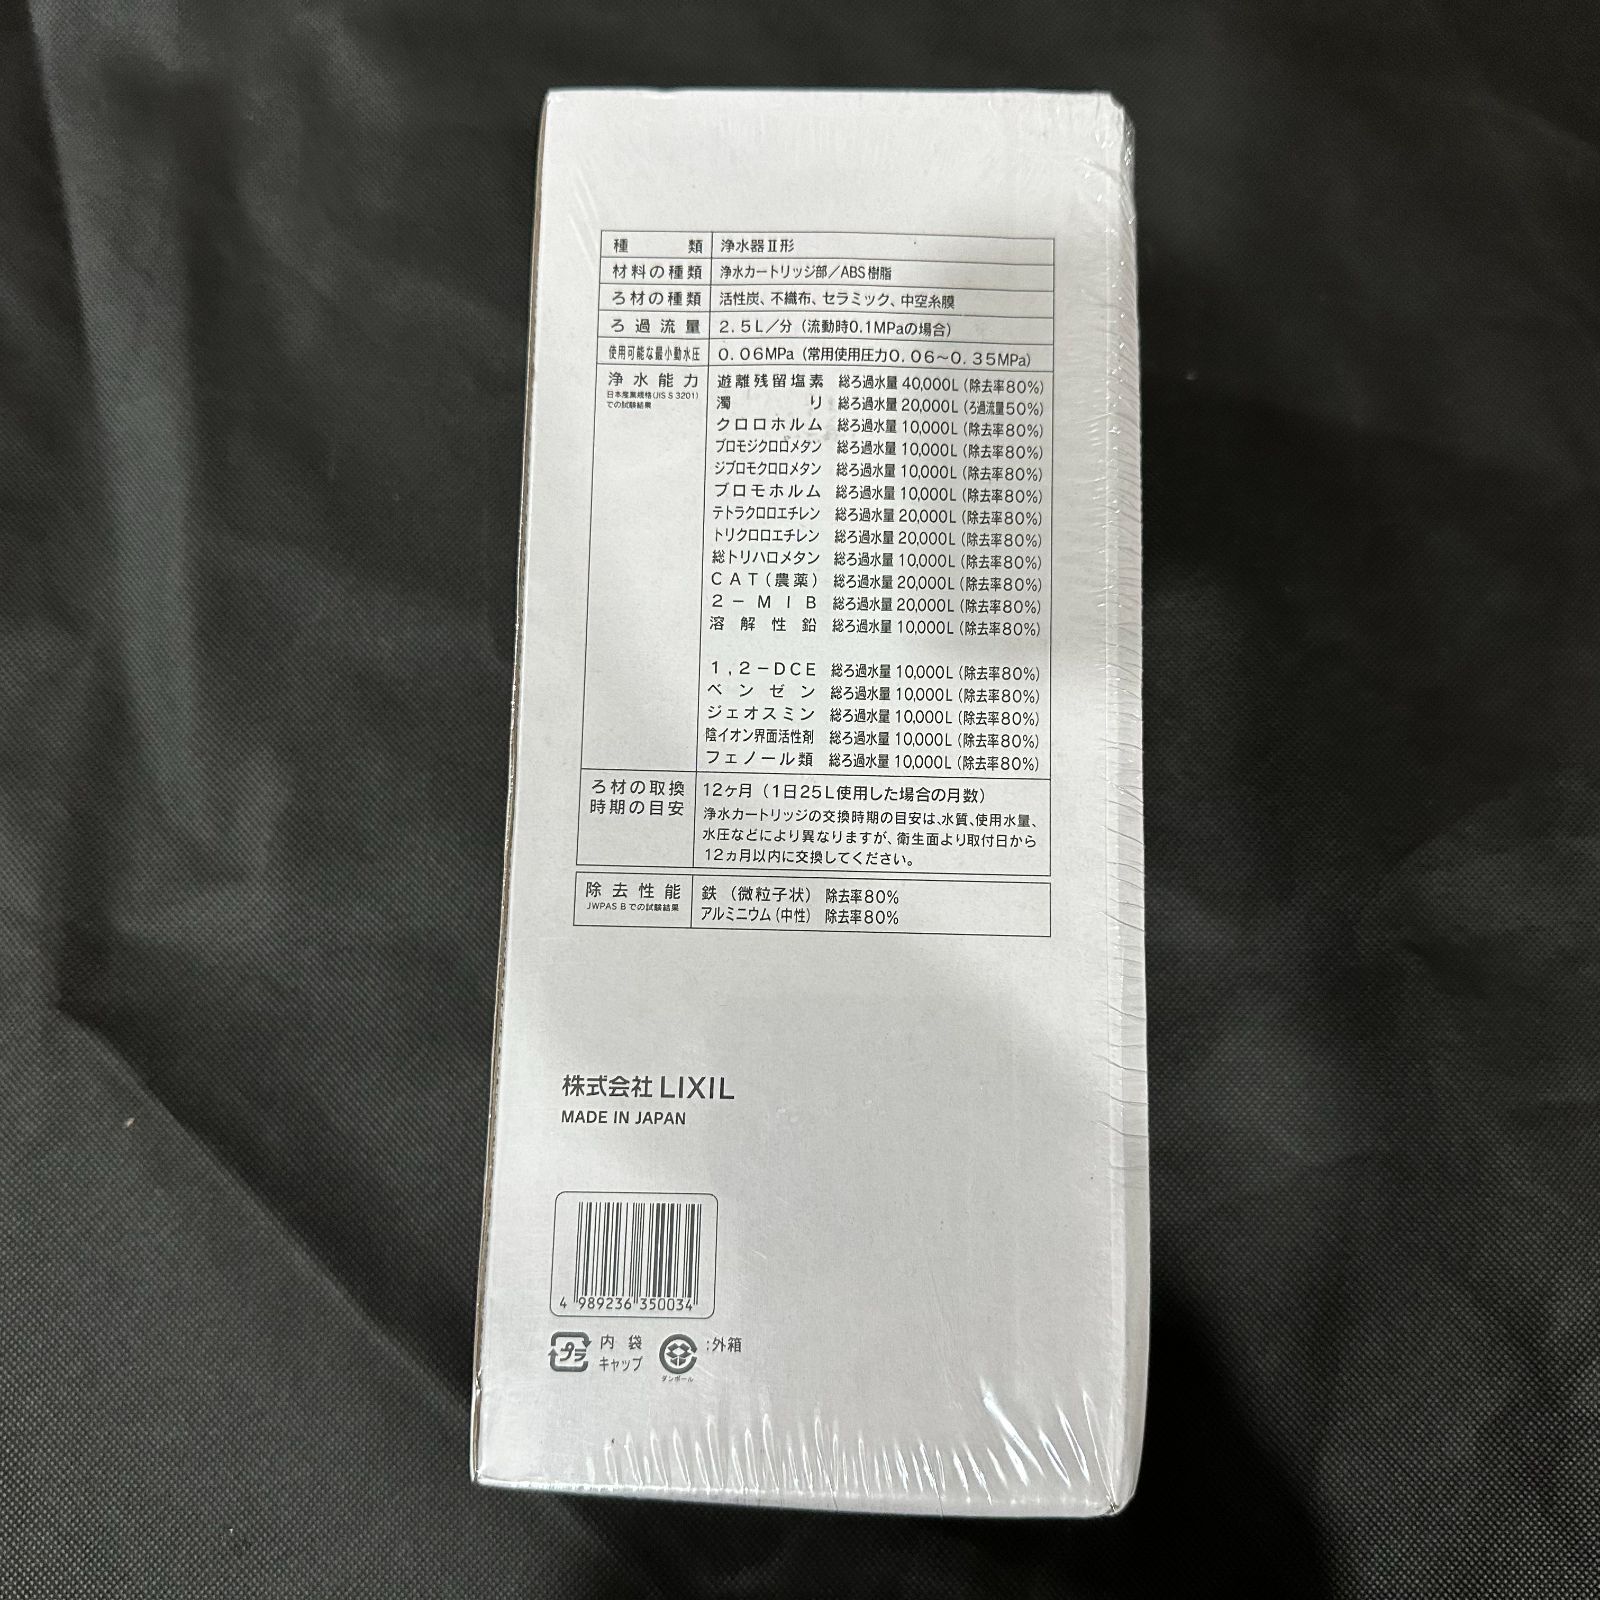 種類 浄水器Ⅱ形
材料の種類 浄水カートリッジ部／ABS樹脂
ろ材の種類 活性炭、不織布、セラミック、中空糸膜
ろ過流量 2.5L／分（流動時0.1MPaの場合）
使用可能な最小動水圧 0.06MPa（常用使用圧力0.06～0.35MPa）
浄水能力 遊離残留塩素 総ろ過水量 40,000L（除去率80%）
日本産業規格(JIS S 3201) 濁り 総ろ過水量 20,000L（ろ過流量50%）
での試験結果
クロロホルム 総ろ過水量 10,000L（除去率80%）
ブロモジクロロメタン 総ろ過水量 10,000L（除去率80%）
ジブロモクロロメタン 総ろ過水量 10,000L（除去率80%）
ブロモホルム 総ろ過水量 10,000L（除去率80%）
テトラクロロエチレン 総ろ過水量 20,000L（除去率80%）
トリクロロエチレン 総ろ過水量 20,000L（除去率80%）
総トリハロメタン 総ろ過水量 10,000L（除去率80%）
CAT（農薬） 総ろ過水量 20,000L（除去率80%）
2－MIB 総ろ過水量 20,000L（除去率80%）
溶解性鉛 総ろ過水量 10,000L（除去率80%）
1,2－DCE 総ろ過水量 10,000L（除去率80%）
ベンゼン 総ろ過水量 10,000L（除去率80%）
ジェオスミン 総ろ過水量 10,000L（除去率80%）
陰イオン界面活性剤 総ろ過水量 10,000L（除去率80%）
フェノール類 総ろ過水量 10,000L（除去率80%）
ろ材の取換 12ケ月（1日25L使用した場合の月数）
時期の目安 浄水カートリッジの交換時期の目安は、水質、使用水量、
水圧などにより異なりますが、衛生面より取付日から
12ヵ月以内に交換してください。
除去性能 鉄（微粒子状） 除去率80%
JWPAS Bでの試験結果 アルミニウム（中性） 除去率80%
株式会社 LIXIL
MADE IN JAPAN
4 989236 350034
プラ 内袋 :外箱
キャップ
ダンボール